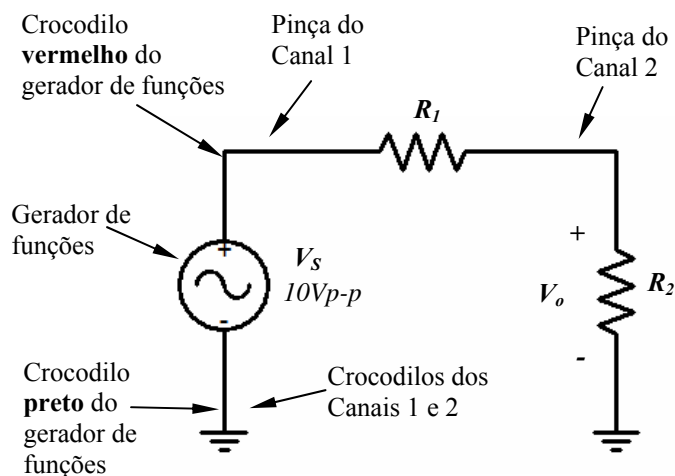 Crocodilo
vermelho do
gerador de funções
Pinça do
Canal 1
Pinça do
Canal 2
R1
Gerador de
funções
+
-
VS
10Vp-p
+
Vo
-
R2
Crocodilo
preto do
gerador de
funções
Crocodilos dos
Canais 1 e 2